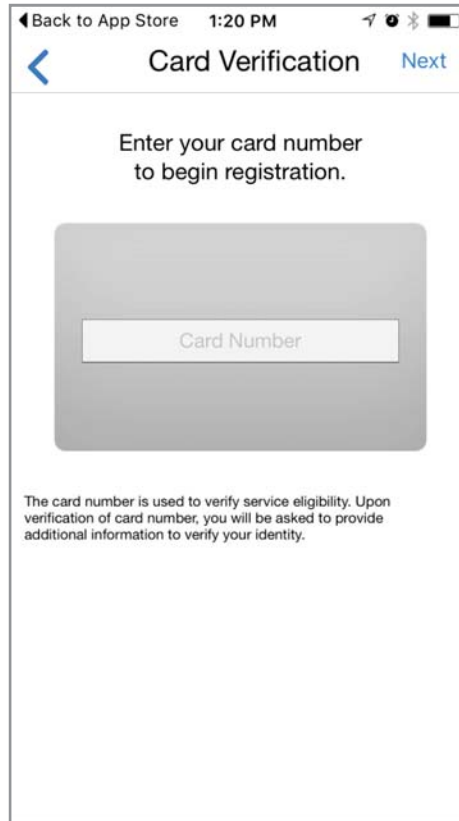 Back to App Store 1:20 PM
Card Verification Next
Enter your card number
to begin registration.
Card Number
The card number is used to verify service eligibility. Upon
verification of card number, you will be asked to provide
additional information to verify your identity.